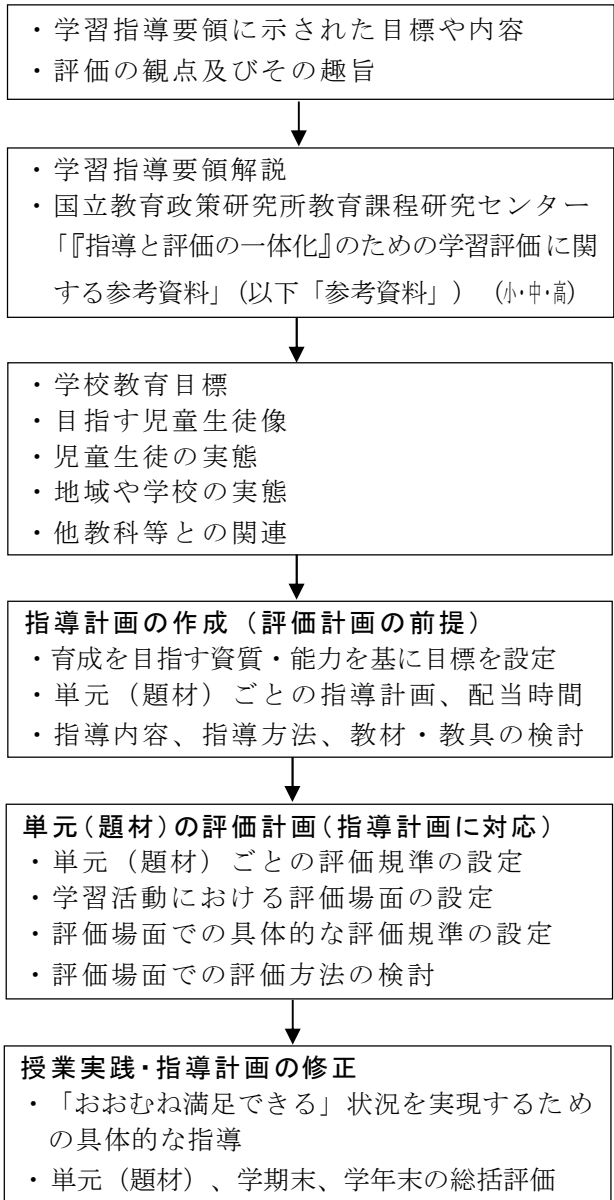 ・学習指導要領に示された目標や内容
・評価の観点及びその趣旨
・学習指導要領解説
・国立教育政策研究所教育課程研究センター
「『指導と評価の一体化』のための学習評価に関
する参考資料」(以下「参考資料」) (小・中・高)
・学校教育目標
・目指す児童生徒像
・児童生徒の実態
・地域や学校の実態
・他教科等との関連
指導計画の作成(評価計画の前提)
・育成を目指す資質・能力を基に目標を設定
・単元(題材)ごとの指導計画、配当時間
・指導内容、指導方法、教材・教具の検討
単元(題材)の評価計画(指導計画に対応)
・単元(題材)ごとの評価規準の設定
・学習活動における評価場面の設定
・評価場面での具体的な評価規準の設定
・評価場面での評価方法の検討
授業実践・指導計画の修正
・「おおむね満足できる」状況を実現するため
の具体的な指導
・単元(題材)、学期末、学年末の総括評価